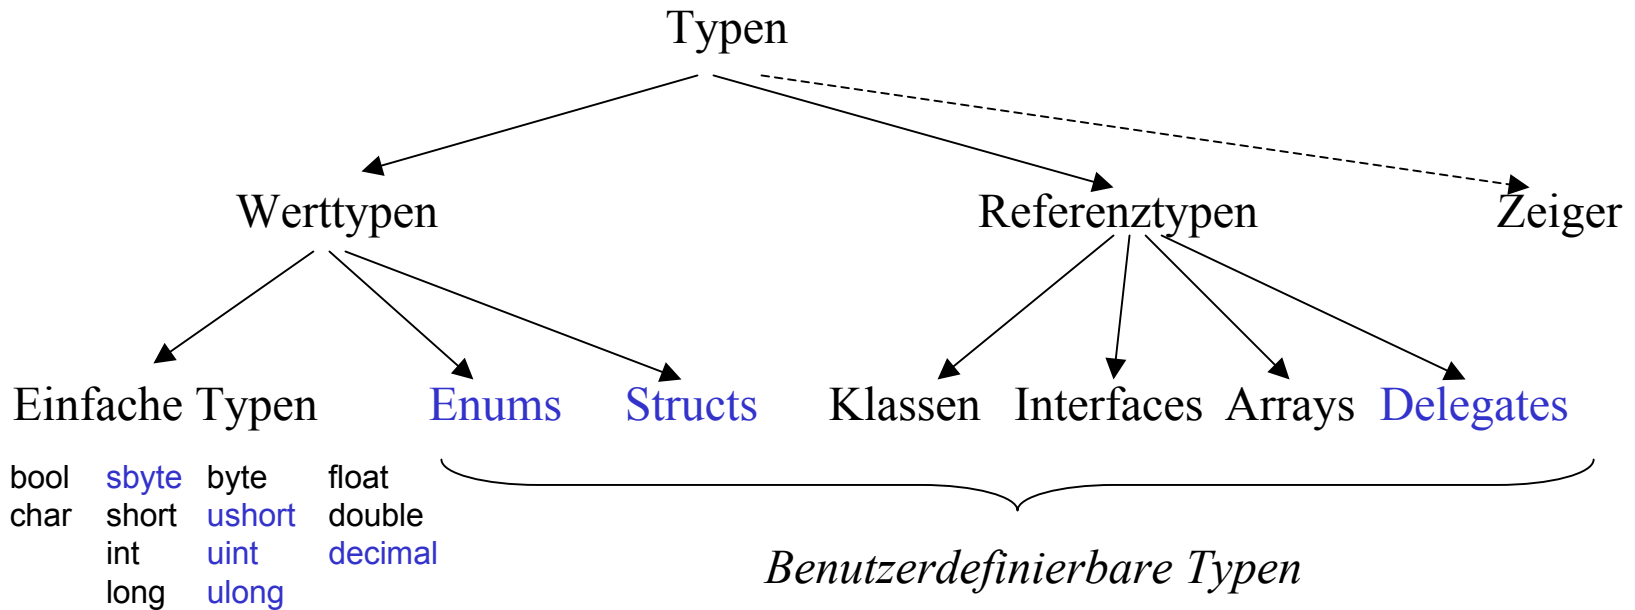 Typen
Werttypen Referenztypen Zeiger
Einfache Typen Enums Structs Klassen Interfaces Arrays Delegates
bool sbyte byte float
char short ushort double
int uint decimal
long ulong
Benutzerdefinierbare Typen